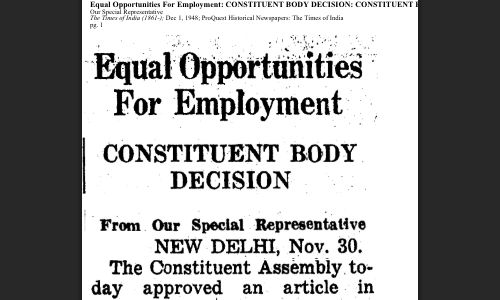 Equal Opportunities For Employment: CONSTITUENT BODY DECISION: CONSTITUENT
Our Special Representative
The Times of India (1861-); Dec 1, 1948; ProQuest Historical Newspapers: The Times of India
pg. 1
Equal Opportunities
For Employment
CONSTITUENT BODY
DECISION
From Our Special Representative
NEW DELHI, Nov. 30.
The Constituent Assembly to-
day approved an article in